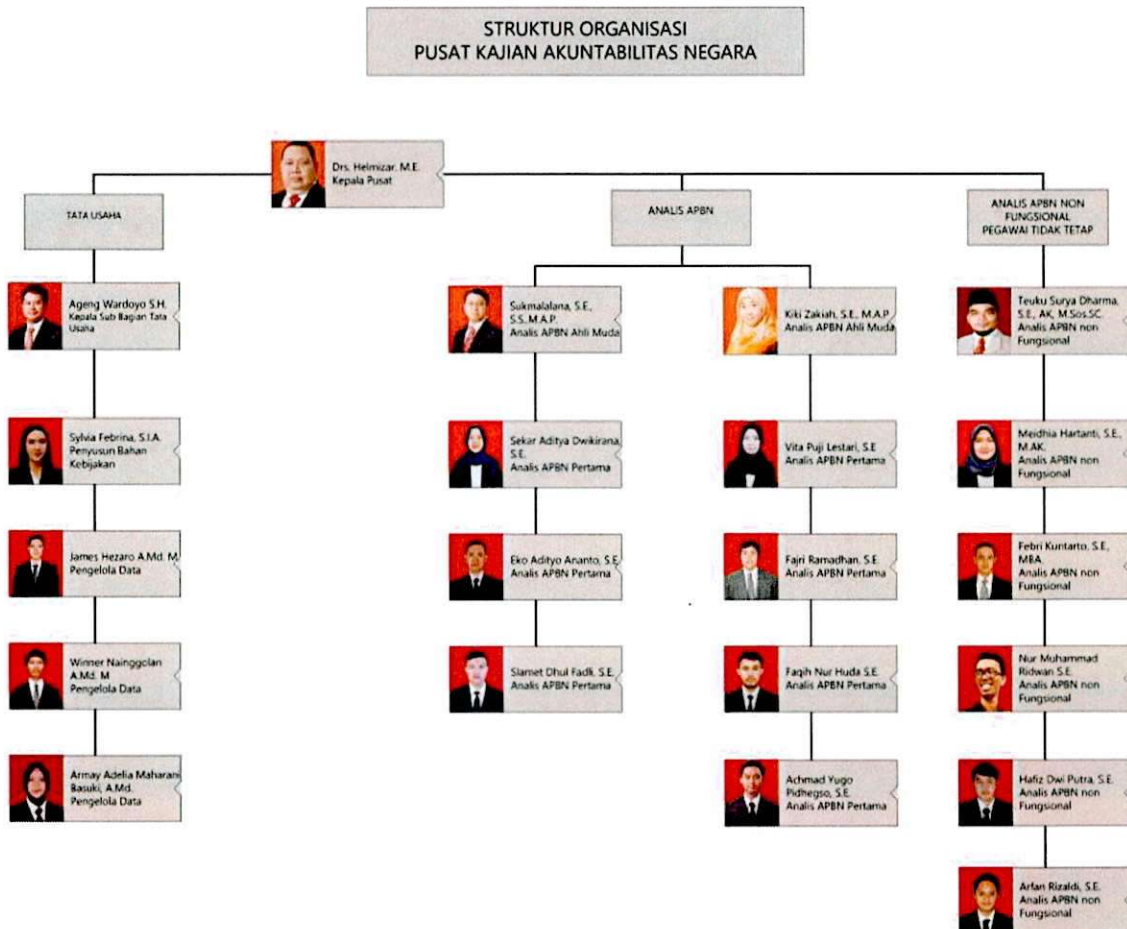 STRUKTUR ORGANISASI
PUSAT KAJIAN AKUNTABILITAS NEGARA
Drs. Helmizar, M.E.
Kepala Pusat
TATA USAHA
ANALIS APBN
ANALIS APBN NON
FUNGSIONAL
PEGAWAI TIDAK TETAP
Ageng Wardoyo S.H.
Kepala Sub Bagian Tata
Usaha
Sylvia Febrina, S.I.A.
Penyusun Bahan
Kebijakan
James Hezaro A.Md. M
Pengelola Data
Winner Nainggolan
A.Md. M
Pengelola Data
Armay Adelia Maharani
Basuki, A.Md.
Pengelola Data
Sukmalalana, S.E.,
S.S.,M.A.P.
Analis APBN Ahli Muda
Sekar Aditya Dwikirana,
S.E.
Analis APBN Pertama
Eko Adityo Ananto, S.E
Analis APBN Pertama
Slamet Dhul Fadli, S.E.
Analis APBN Pertama
Kiki Zakiah, S.E., M.A.P
Analis APBN Ahli Muda
Vita Puji Lestari, S.E
Analis APBN Pertama
Fajri Ramadhan, S.E.
Analis APBN Pertama
Faqih Nur Huda S.E.
Analis APBN Pertama
Achmad Yugo
Pidhegso, S.E.
Analis APBN Pertama
Teuku Surya Dharma,
S.E., AK, M.Sos.SC.
Analis APBN non
Fungsional
Meidhia Hartanti, S.E.,
M.AK.
Analis APBN non
Fungsional
Febri Kuntarto, S.E.,
MBA.
Analis APBN non
Fungsional
Nur Muhammad
Ridwan S.E.
Analis APBN non
Fungsional
Hafiz Dwi Putra, S.E.
Analis APBN non
Fungsional
Arfan Rizaldi, S.E.
Analis APBN non
Fungsional